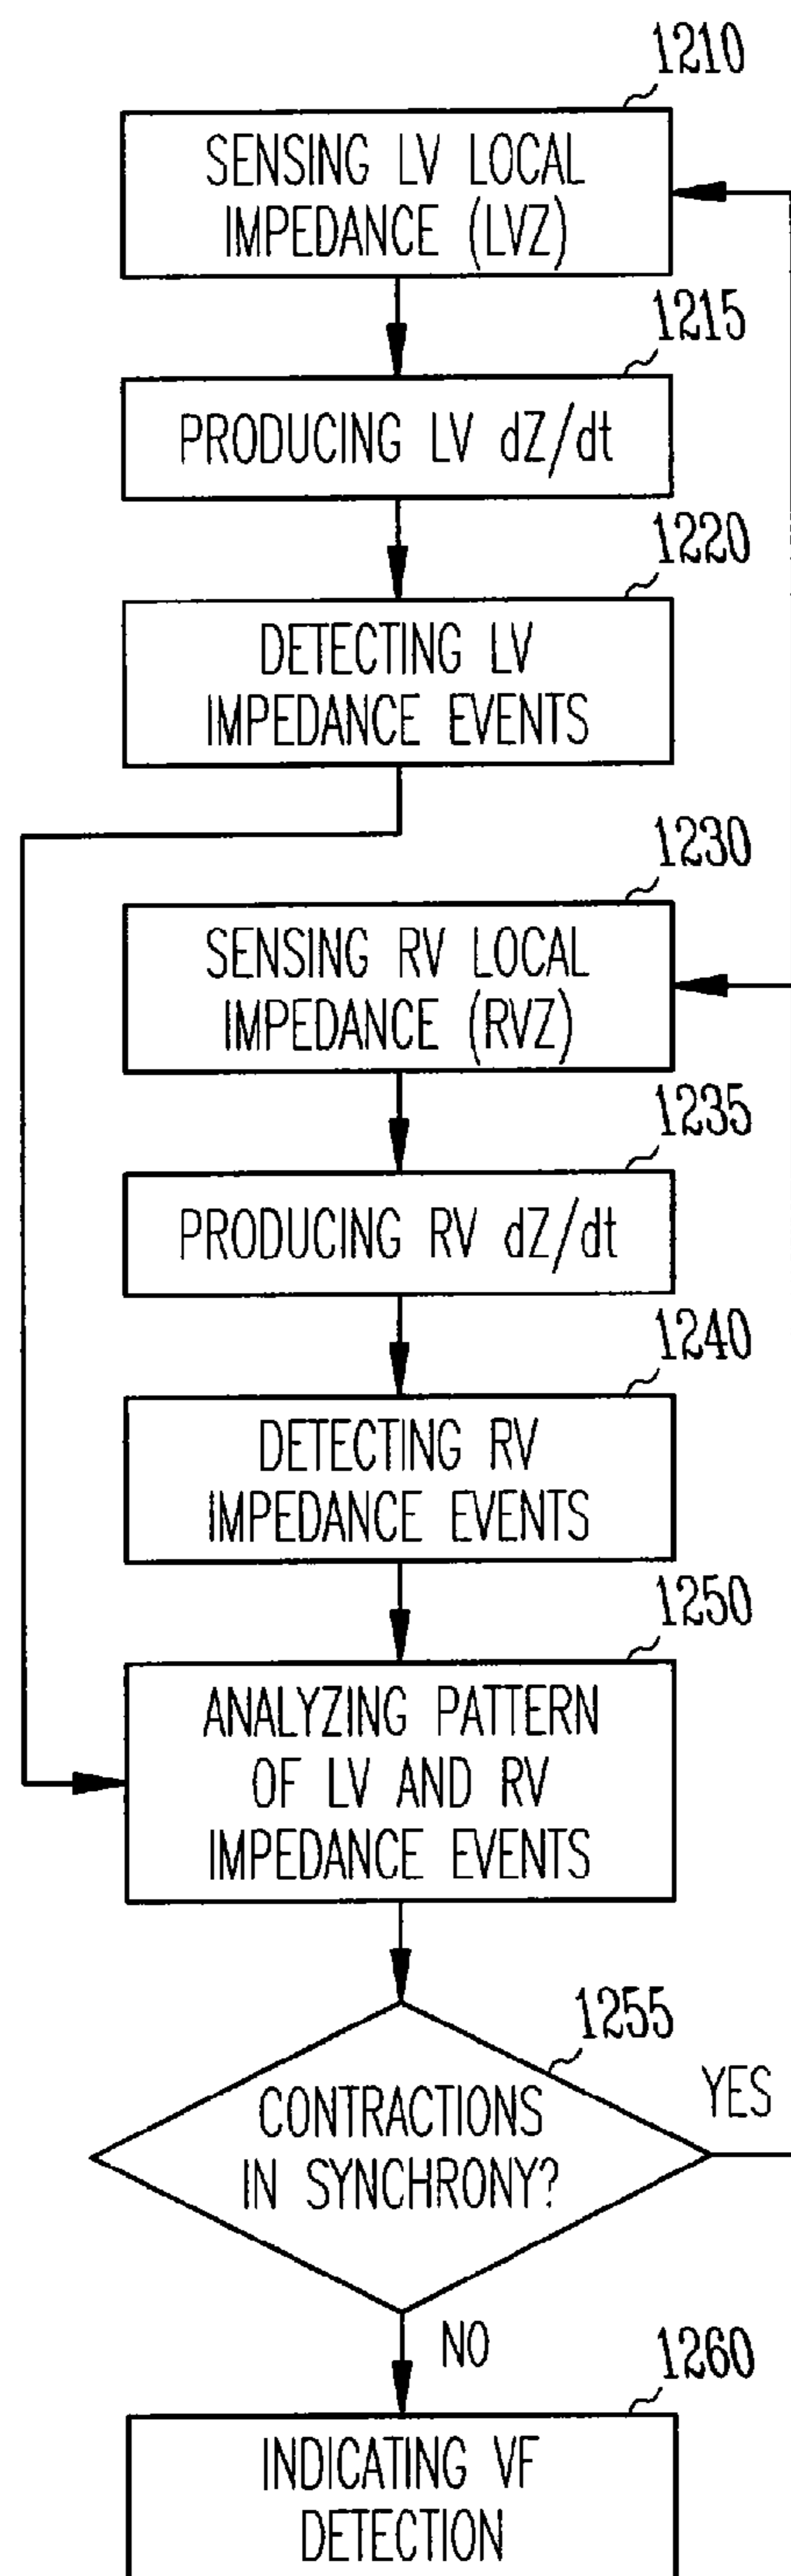 1210
SENSING LV LOCAL
IMPEDANCE (LVZ)
1215
PRODUCING LV dZ/dt
1220
DETECTING LV
IMPEDANCE EVENTS
1230
SENSING RV LOCAL
IMPEDANCE (RVZ)
1235
PRODUCING RV dZ/dt
1240
DETECTING RV
IMPEDANCE EVENTS
1250
ANALYZING PATTERN
OF LV AND RV
IMPEDANCE EVENTS
1255
CONTRACTIONS
IN SYNCHRONY?
YES
NO
1260
INDICATING VF
DETECTION